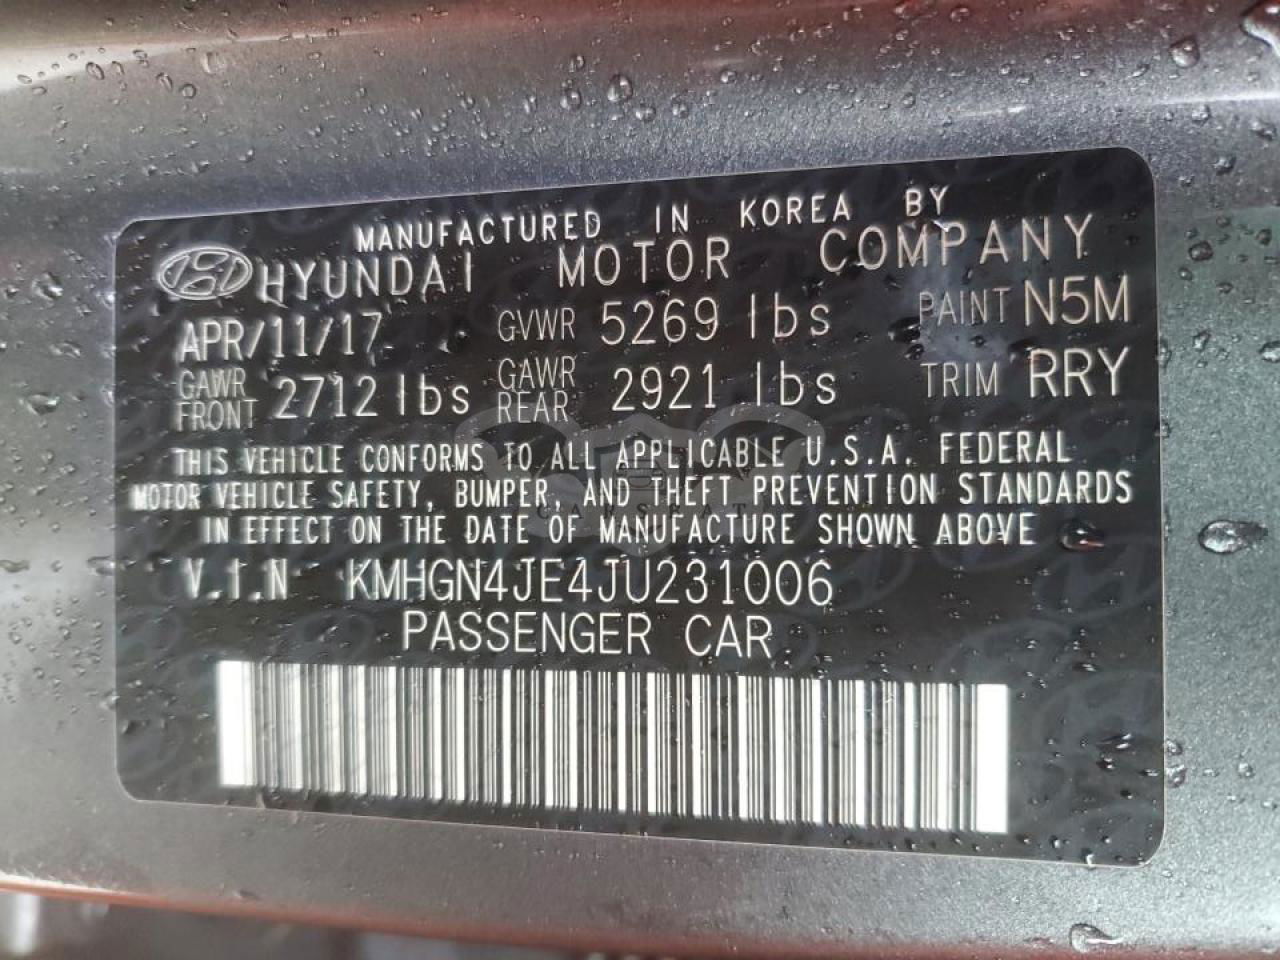 MANUFACTURED IN KOREA BY
HYUNDAI MOTOR COMPANY
APR/11/17 GVWR 5269 lbs PAINT N5M
GAWR FRONT 2712 lbs GAWR REAR 2921 lbs TRIM RRY
THIS VEHICLE CONFORMS TO ALL APPLICABLE U.S.A. FEDERAL
MOTOR VEHICLE SAFETY, BUMPER, AND THEFT PREVENTION STANDARDS
IN EFFECT ON THE DATE OF MANUFACTURE SHOWN ABOVE
V.I.N KMHGN4JE4JU231006
PASSENGER CAR